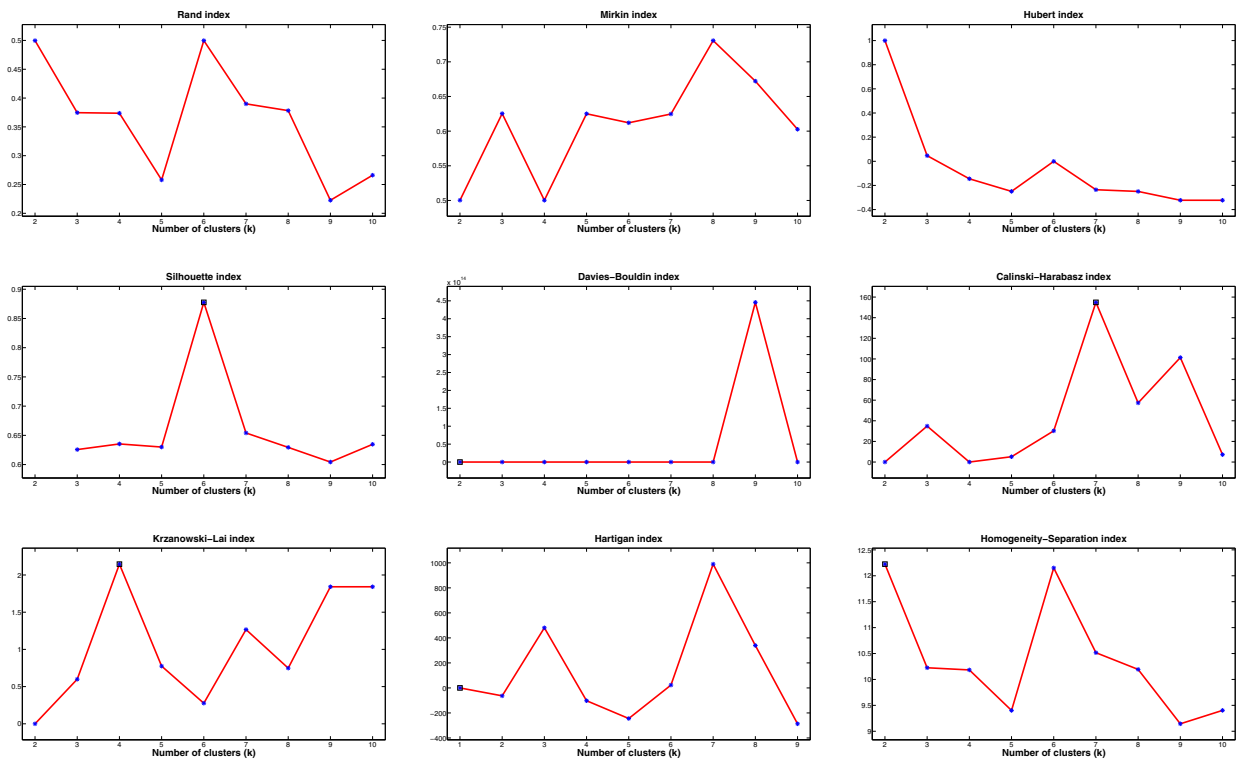 Rand index
0.5
0.45
0.4
0.35
0.3
0.25
0.2
2 3 4 5 6 7 8 9 10
Number of clusters (k)
Mirkin index
0.75
0.7
0.65
0.6
0.55
0.5
2 3 4 5 6 7 8 9 10
Number of clusters (k)
Hubert index
1
0.8
0.6
0.4
0.2
0
−0.2
−0.4
2 3 4 5 6 7 8 9 10
Number of clusters (k)
Silhouette index
0.9
0.85
0.8
0.75
0.7
0.65
0.6
2 3 4 5 6 7 8 9 10
Number of clusters (k)
Davies−Bouldin index
x 10^14
4.5
4
3.5
3
2.5
2
1.5
1
0.5
0
2 3 4 5 6 7 8 9 10
Number of clusters (k)
Calinski−Harabasz index
160
140
120
100
80
60
40
20
0
2 3 4 5 6 7 8 9 10
Number of clusters (k)
Krzanowski−Lai index
2
1.5
1
0.5
0
2 3 4 5 6 7 8 9 10
Number of clusters (k)
Hartigan index
1000
800
600
400
200
0
−200
−400
1 2 3 4 5 6 7 8 9
Number of clusters (k)
Homogeneity−Separation index
12.5
12
11.5
11
10.5
10
9.5
9
2 3 4 5 6 7 8 9 10
Number of clusters (k)